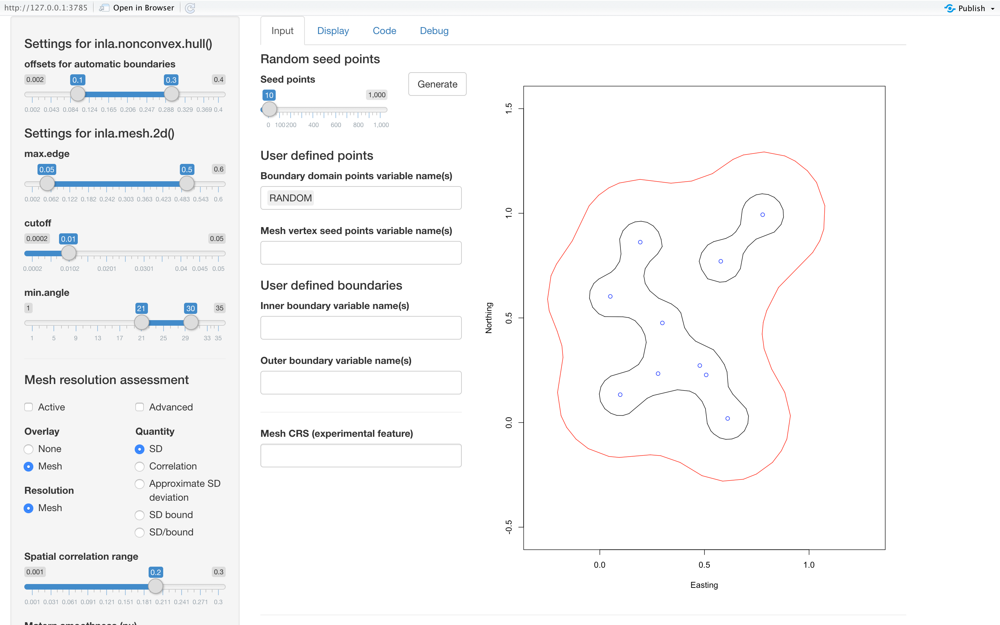 http://127.0.0.1:3785 Open in Browser Publish
Settings for inla.nonconvex.hull()
offsets for automatic boundaries
0.002 0.1 0.3 0.4
0.002 0.043 0.084 0.124 0.165 0.206 0.247 0.288 0.329 0.369 0.4
Settings for inla.mesh.2d()
max.edge
0.05 0.5 0.6
0.002 0.062 0.122 0.182 0.242 0.303 0.363 0.423 0.483 0.543 0.6
cutoff
0.0002 0.01 0.05
0.0002 0.0102 0.0201 0.0301 0.04 0.045 0.05
min.angle
1 21 30 35
1 5 9 13 17 21 25 29 33 35
Mesh resolution assessment
Active Advanced
Overlay
None
Mesh
Resolution
Mesh
Quantity
SD
Correlation
Approximate SD
deviation
SD bound
SD/bound
Spatial correlation range
0.001 0.2 0.3
0.001 0.031 0.061 0.091 0.121 0.151 0.181 0.211 0.241 0.271 0.3
Matern smoothness (nu)
Input Display Code Debug
Random seed points
Seed points
Generate
10 1,000
0 100 200 400 600 800 1,000
User defined points
Boundary domain points variable name(s)
RANDOM
Mesh vertex seed points variable name(s)
User defined boundaries
Inner boundary variable name(s)
Outer boundary variable name(s)
Mesh CRS (experimental feature)
1.5
1.0
0.5
0.0
-0.5
Northing
0.0 0.5 1.0
Easting